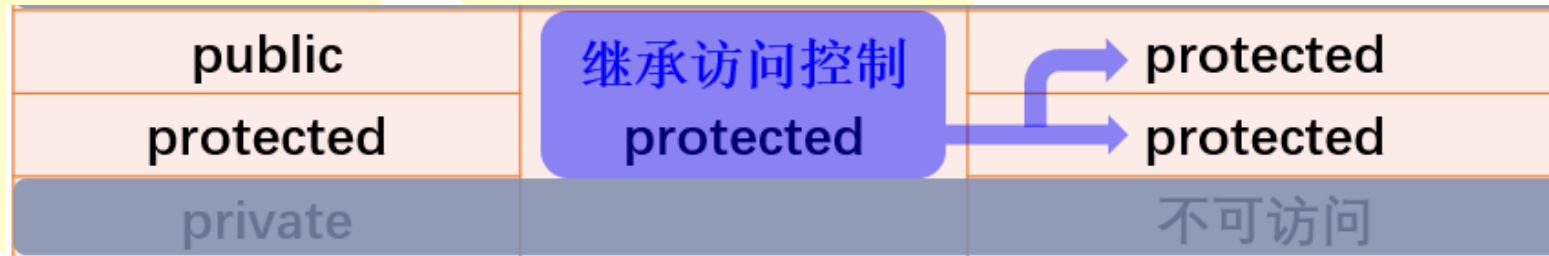 public
继承访问控制
protected
protected
protected
protected
private
不可访问